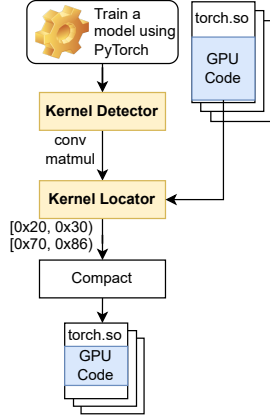 Train a
model using
PyTorch
torch.so
GPU
Code
Kernel Detector
conv
matmul
Kernel Locator
[0x20, 0x30)
[0x70, 0x86)
Compact
torch.so
GPU
Code